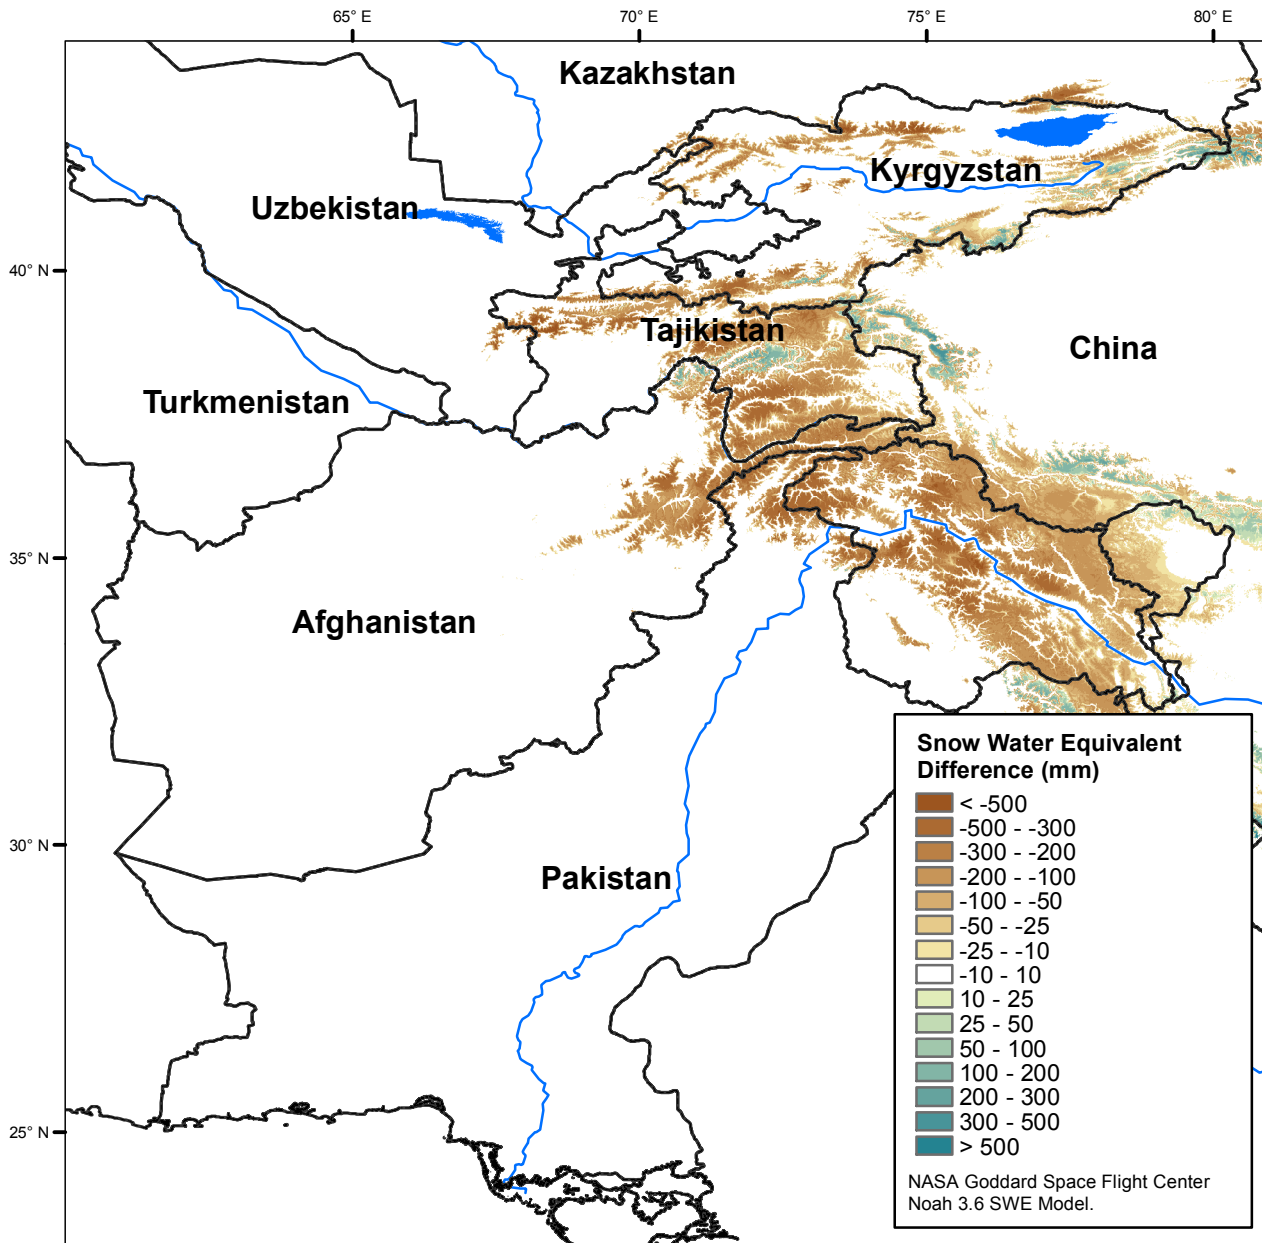 65° E
70° E
75° E
80° E
Kazakhstan
Kyrgyzstan
Uzbekistan
40° N
Tajikistan
China
Turkmenistan
35° N
Afghanistan
30° N
Pakistan
25° N
Snow Water Equivalent
Difference (mm)
< -500
-500 - -300
-300 - -200
-200 - -100
-100 - -50
-50 - -25
-25 - -10
-10 - 10
10 - 25
25 - 50
50 - 100
100 - 200
200 - 300
300 - 500
> 500
NASA Goddard Space Flight Center
Noah 3.6 SWE Model.